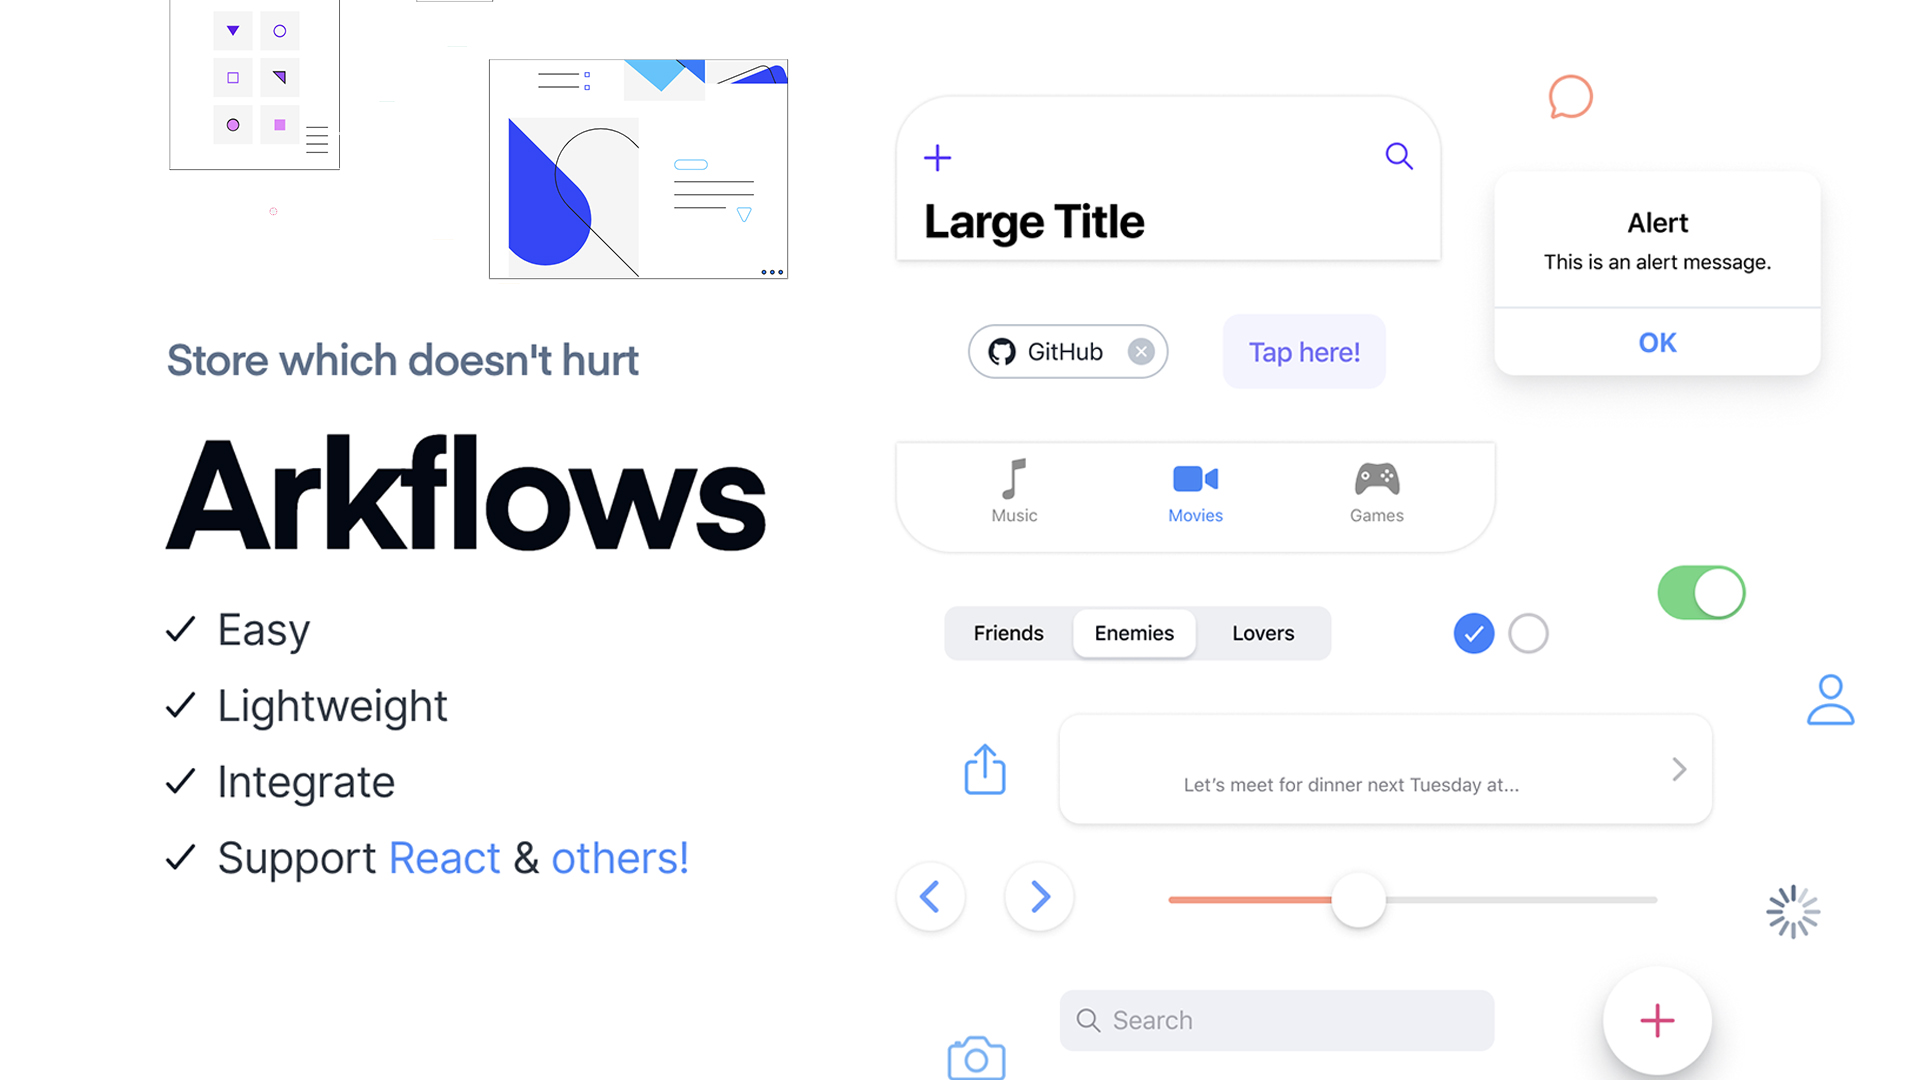 Store which doesn't hurt
Arkflows
Easy
Lightweight
Integrate
Support React & others!
Large Title
Alert
This is an alert message.
OK
GitHub
Tap here!
Music
Movies
Games
Friends
Enemies
Lovers
Let's meet for dinner next Tuesday at...
Search